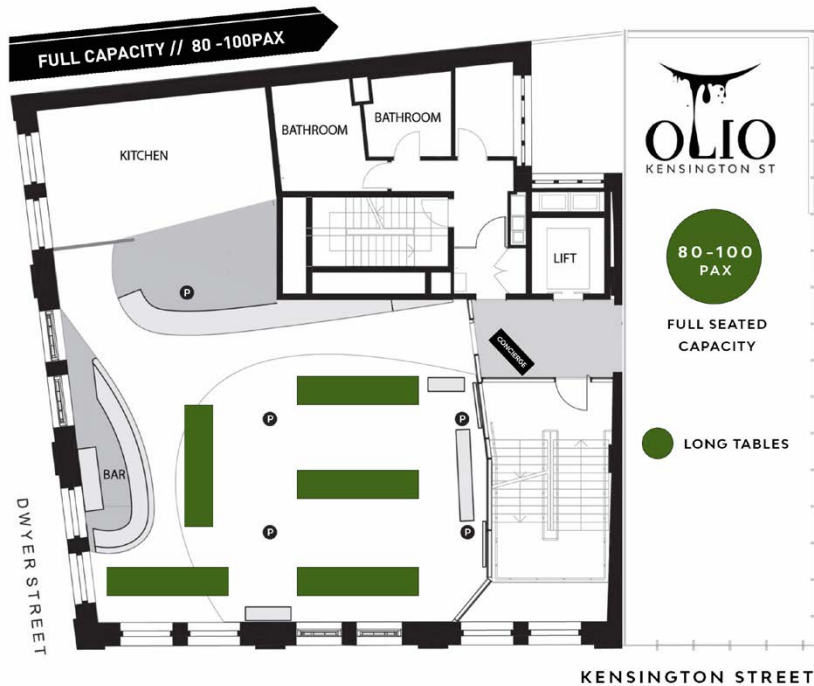 FULL CAPACITY // 80 -100PAX
BATHROOM
BATHROOM
KITCHEN
OLIO
KENSINGTON ST
LIFT
80-100
PAX
FULL SEATED
CAPACITY
P
CONCIERGE
P
P
LONG TABLES
BAR
P
P
DWYER STREET
KENSINGTON STREET